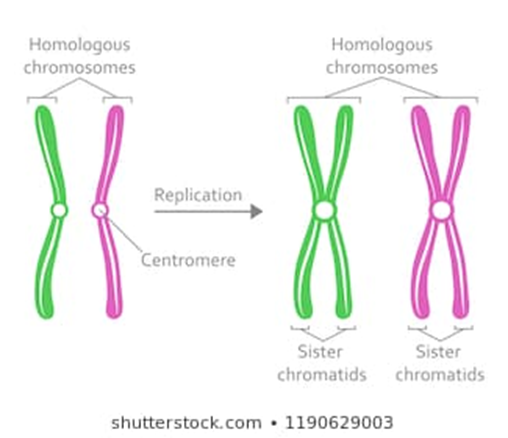 Homologous
chromosomes
Homologous
chromosomes
Replication
Centromere
Sister
chromatids
Sister
chromatids
shutterstock.com • 1190629003